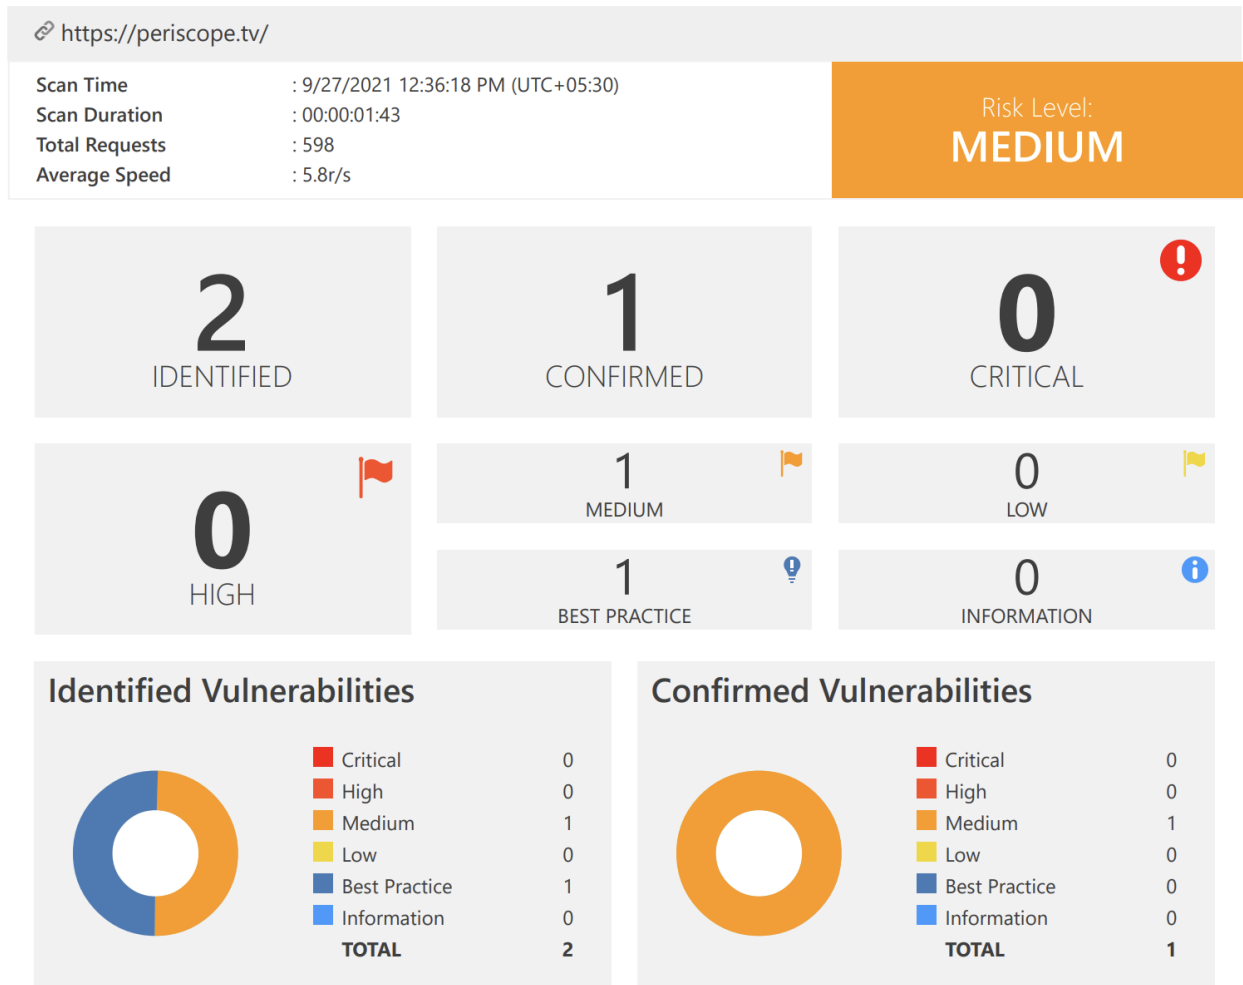 https://periscope.tv/
Scan Time : 9/27/2021 12:36:18 PM (UTC+05:30)
Scan Duration : 00:00:01:43
Total Requests : 598
Average Speed : 5.8r/s
Risk Level:
MEDIUM
2
IDENTIFIED
1
CONFIRMED
0
CRITICAL
0
HIGH
1
MEDIUM
0
LOW
1
BEST PRACTICE
0
INFORMATION
Identified Vulnerabilities
Critical 0
High 0
Medium 1
Low 0
Best Practice 1
Information 0
TOTAL 2
Confirmed Vulnerabilities
Critical 0
High 0
Medium 1
Low 0
Best Practice 0
Information 0
TOTAL 1